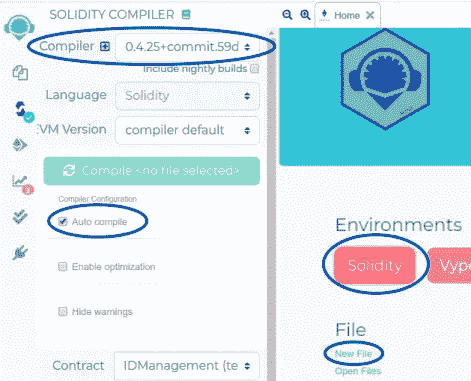 SOLIDITY COMPILER
Compiler 0.4.25+commit.59d
Include nightly builds
Language Solidity
EVM Version compiler default
Compile <no file selected>
Compiler Configuration
Auto compile
Enable optimization
Hide warnings
Contract IDManagement (te
Home
Environments
Solidity
Vype
File
New File
Open Files